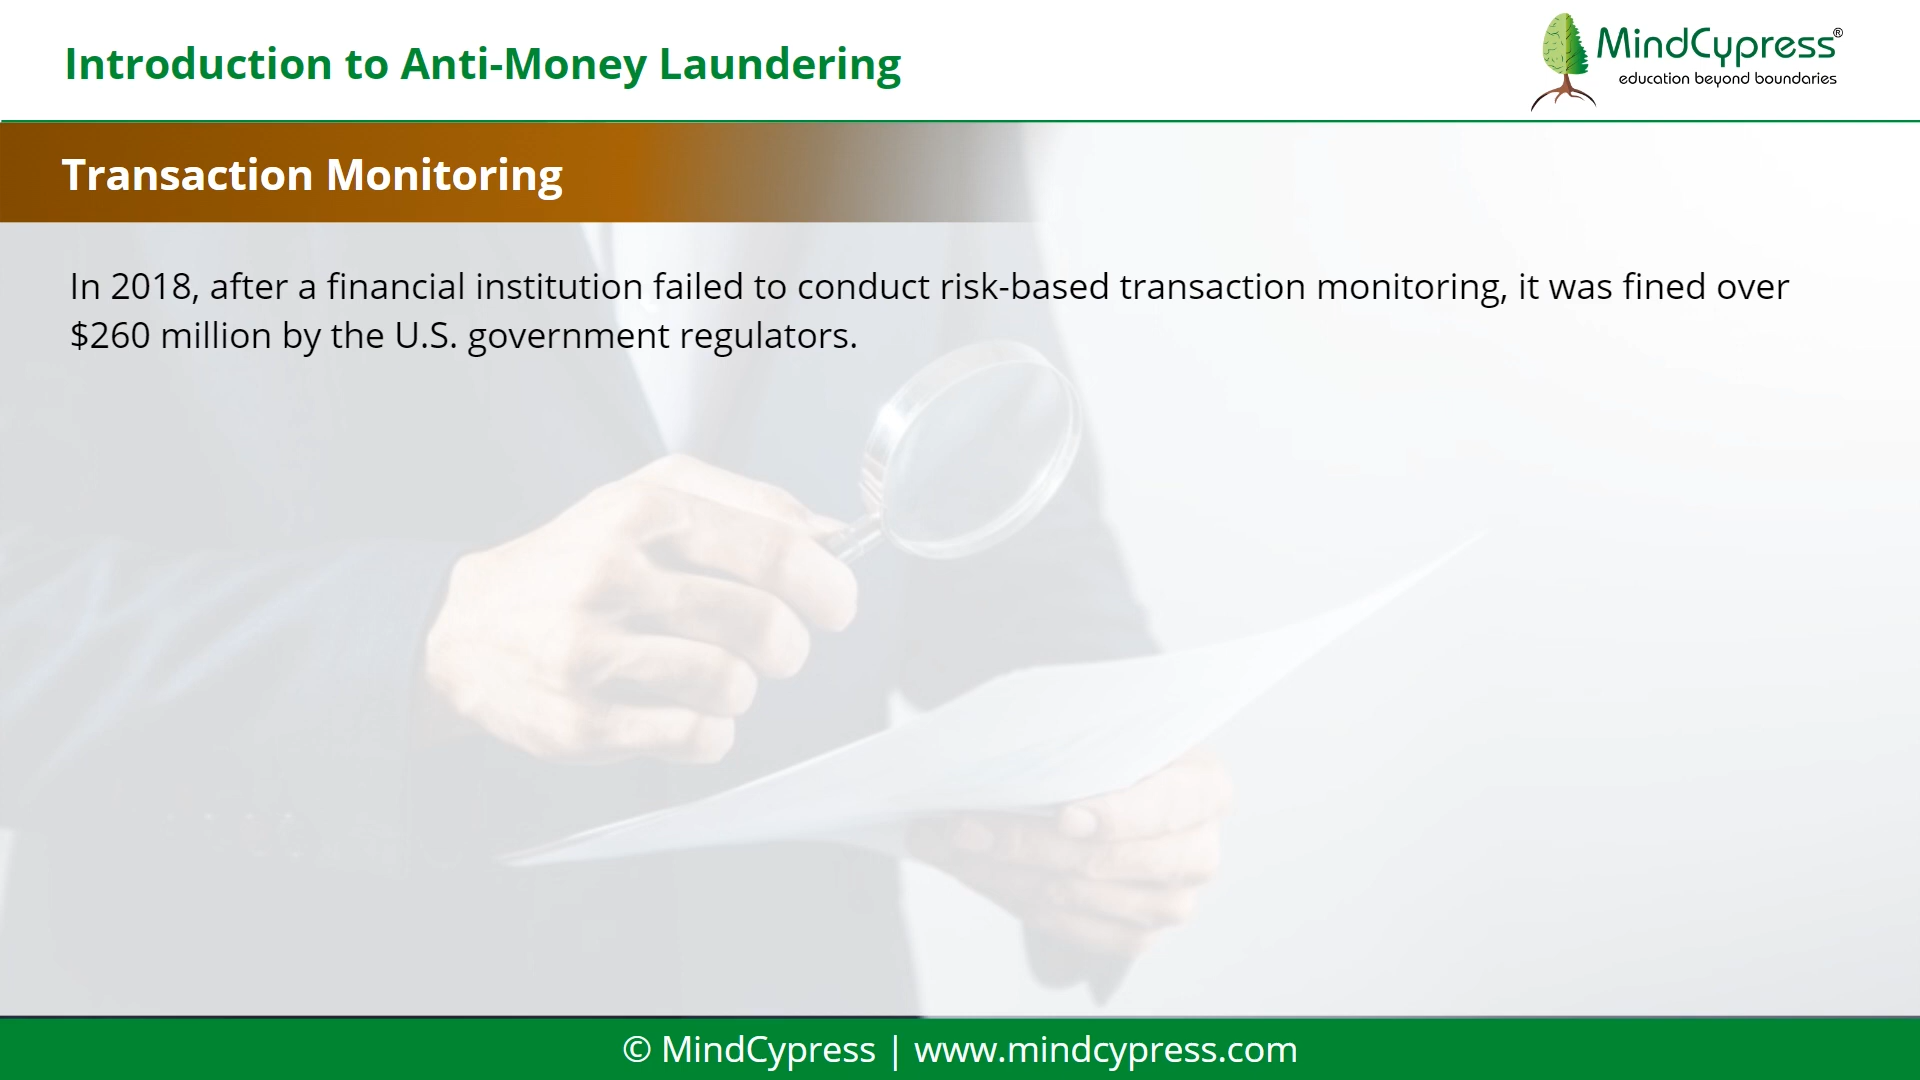 Introduction to Anti-Money Laundering
MindCypress®
education beyond boundaries
Transaction Monitoring
In 2018, after a financial institution failed to conduct risk-based transaction monitoring, it was fined over
$260 million by the U.S. government regulators.
© MindCypress | www.mindcypress.com